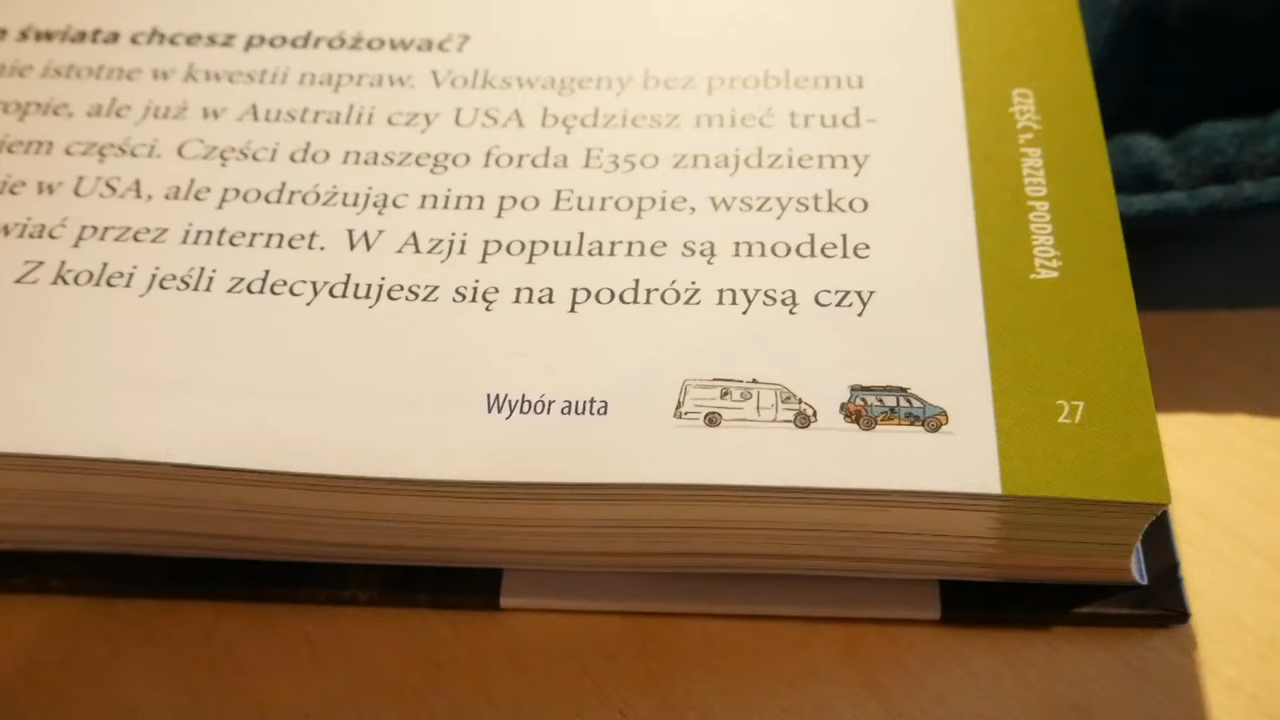 świata chcesz podróżować?
nie istotne w kwestii napraw. Volkswageny bez problemu
ropie, ale już w Australii czy USA będziesz mieć trud-
iem części. Części do naszego forda E350 znajdziemy
ie w USA, ale podróżując nim po Europie, wszystko
wiać przez internet. W Azji popularne są modele
Z kolei jeśli zdecydujesz się na podróż nysą czy
Wybór auta
27
CZĘŚĆ 1. PRZED PODRÓŻĄ